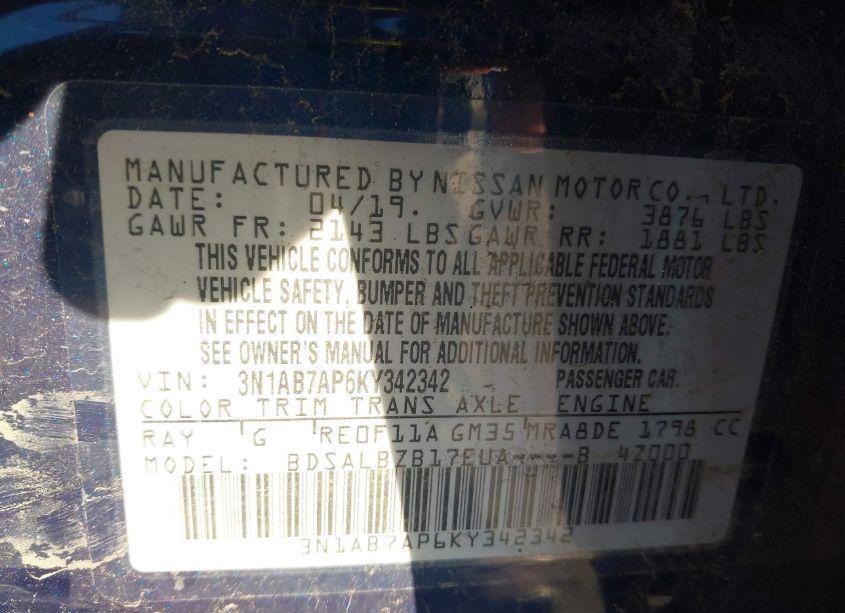 MANUFACTURED BY NISSAN MOTOR CO., LTD.
DATE: 04/19. GVWR: 3876 LBS
GAWR FR: 2143 LBS GAWR RR: 1881 LBS
THIS VEHICLE CONFORMS TO ALL APPLICABLE FEDERAL MOTOR
VEHICLE SAFETY, BUMPER AND THEFT PREVENTION STANDARDS
IN EFFECT ON THE DATE OF MANUFACTURE SHOWN ABOVE.
SEE OWNER'S MANUAL FOR ADDITIONAL INFORMATION.
VIN: 3N1AB7AP6KY342342 PASSENGER CAR.
COLOR TRIM TRANS AXLE ENGINE
RAY G RE0F11A GM35 MRA8DE 1798 CC
MODEL: BDSALBZB17EUA----B 4Z000
3N1AB7AP6KY342342